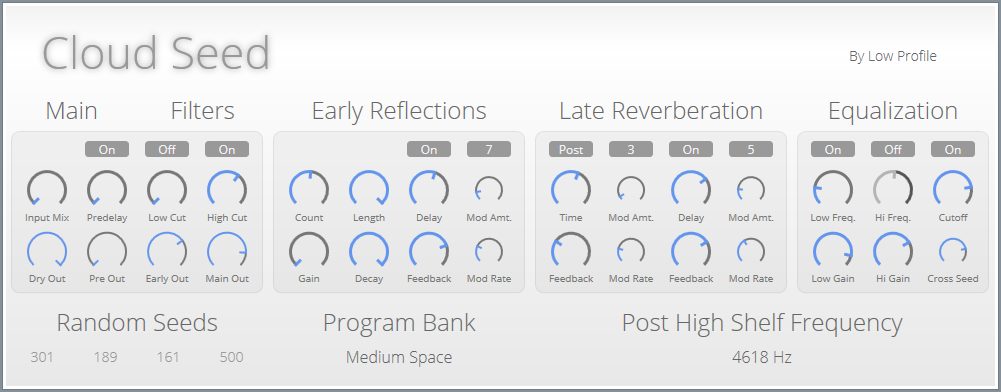 Cloud Seed
By Low Profile
Main Filters Early Reflections Late Reverberation Equalization
On Off On On 7 Post 3 On 5 On Off On
Input Mix Predelay Low Cut High Cut Count Length Delay Mod Amt. Time Mod Amt. Delay Mod Amt. Low Freq. Hi Freq. Cutoff
Dry Out Pre Out Early Out Main Out Gain Decay Feedback Mod Rate Feedback Mod Rate Feedback Mod Rate Low Gain Hi Gain Cross Seed
Random Seeds Program Bank Post High Shelf Frequency
301 189 161 500 Medium Space 4618 Hz